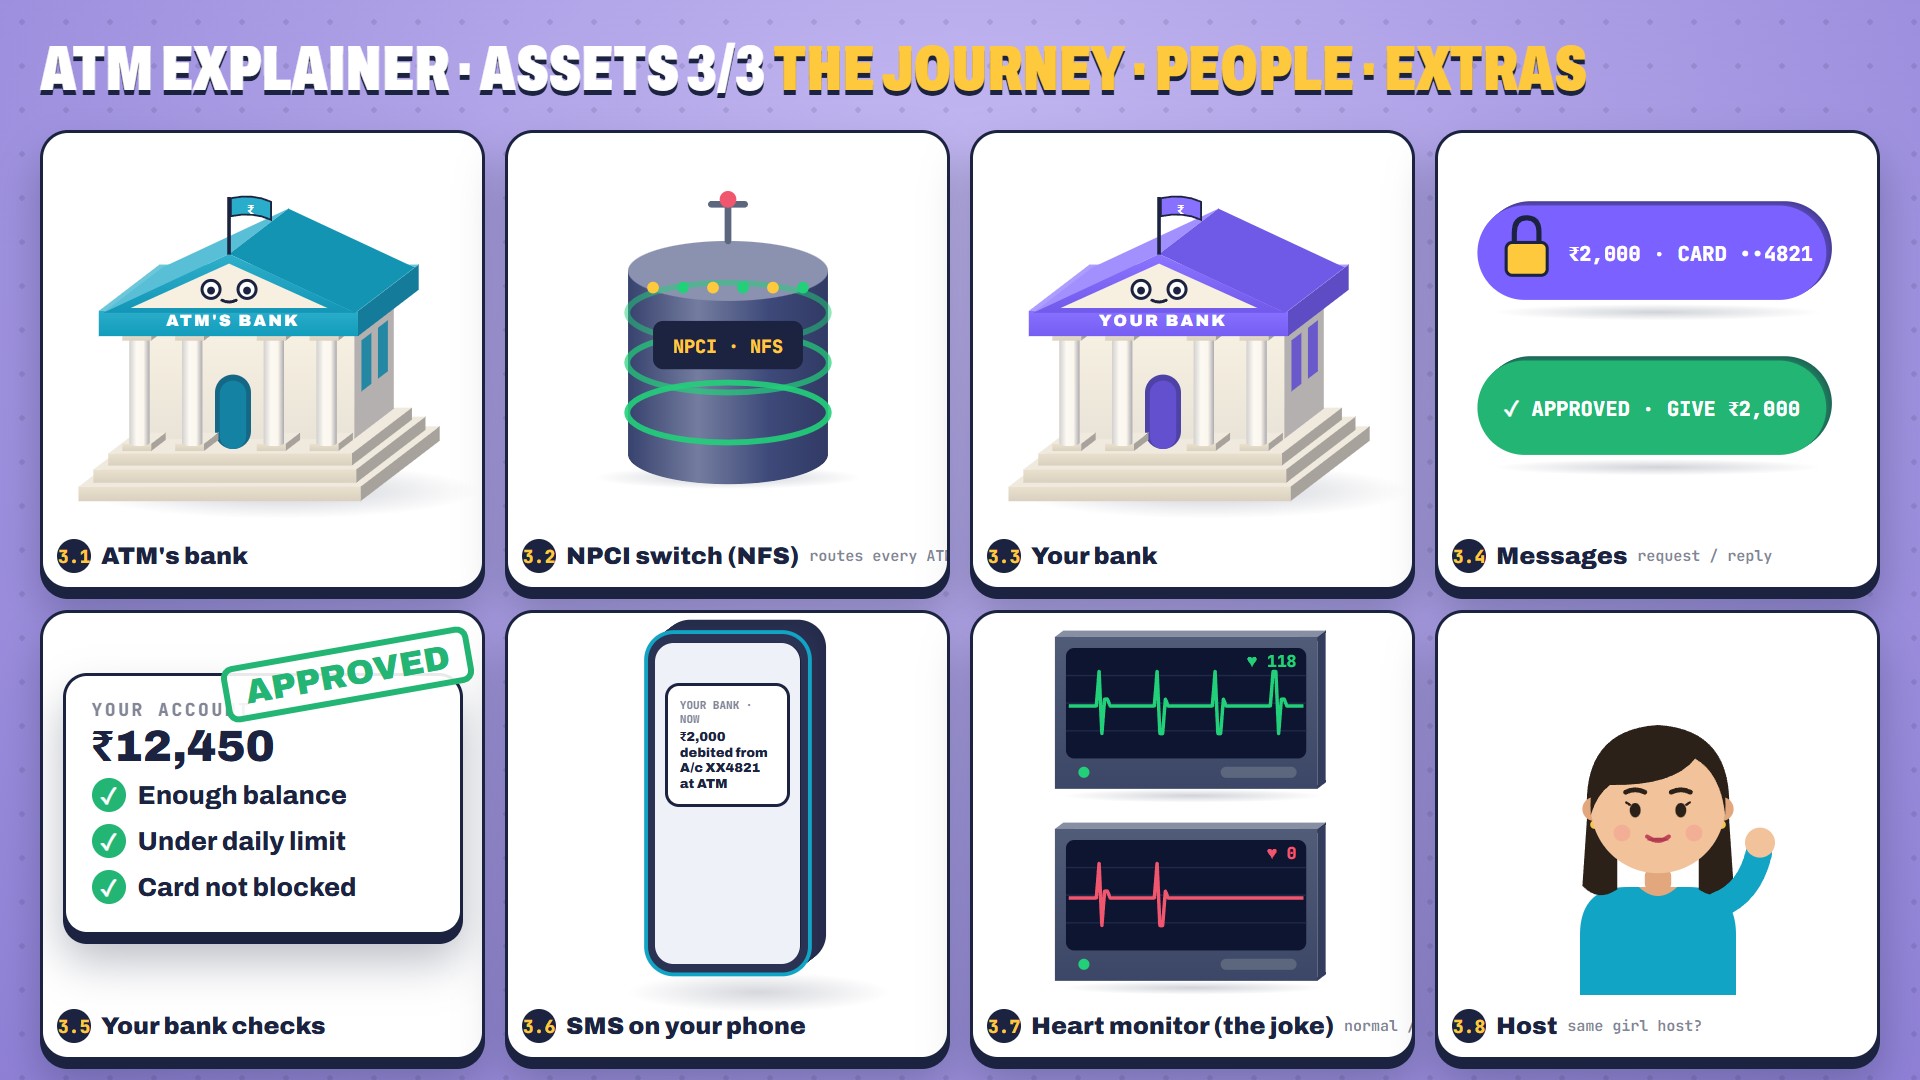 ATM EXPLAINER · ASSETS 3/3 THE JOURNEY · PEOPLE · EXTRAS
₹
ATM'S BANK
3.1 ATM's bank
NPCI · NFS
3.2 NPCI switch (NFS) routes every
₹
YOUR BANK
3.3 Your bank
₹2,000 · CARD ••4821
✓ APPROVED · GIVE ₹2,000
3.4 Messages request / reply
APPROVED
YOUR
₹12,450
✓ Enough balance
✓ Under daily limit
✓ Card not blocked
3.5 Your bank checks
YOUR BANK ·
NOW
₹2,000
debited from
A/c XX4821
at ATM
3.6 SMS on your phone
♥ 118
♥ 0
3.7 Heart monitor (the joke) normal /
3.8 Host same girl host?